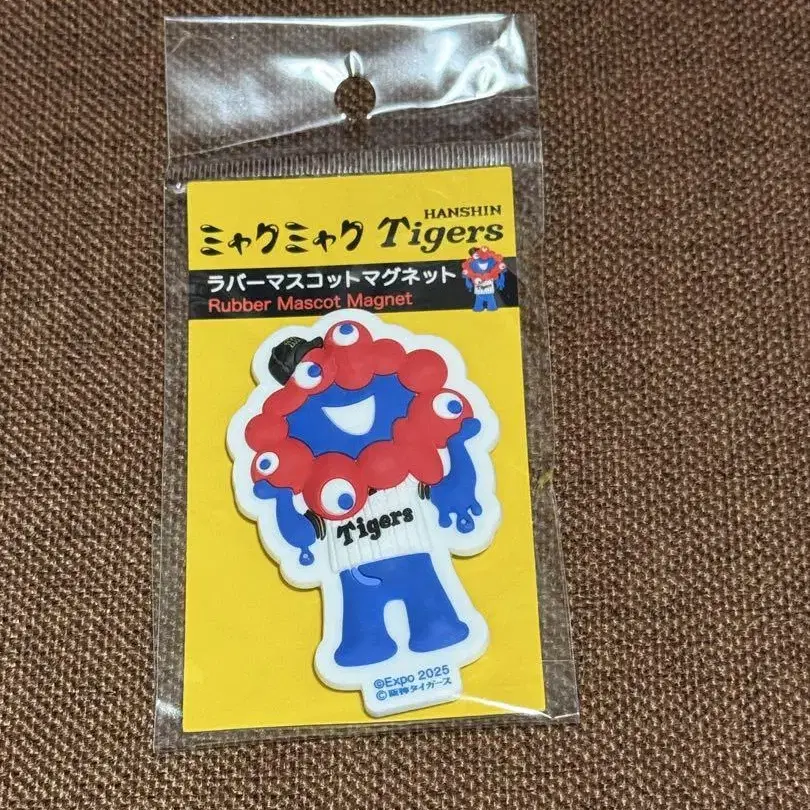 HANSHIN
ミャクミャク Tigers
ラバーマスコットマグネット
Rubber Mascot Magnet
Tigers
©Expo 2025
©阪神タイガース